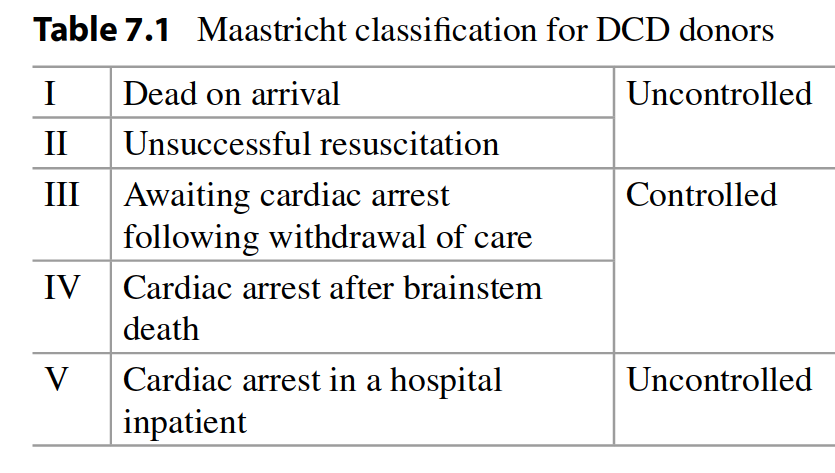 Table 7.1 Maastricht classification for DCD donors
I Dead on arrival Uncontrolled
II Unsuccessful resuscitation
III Awaiting cardiac arrest Controlled
following withdrawal of care
IV Cardiac arrest after brainstem
death
V Cardiac arrest in a hospital Uncontrolled
inpatient